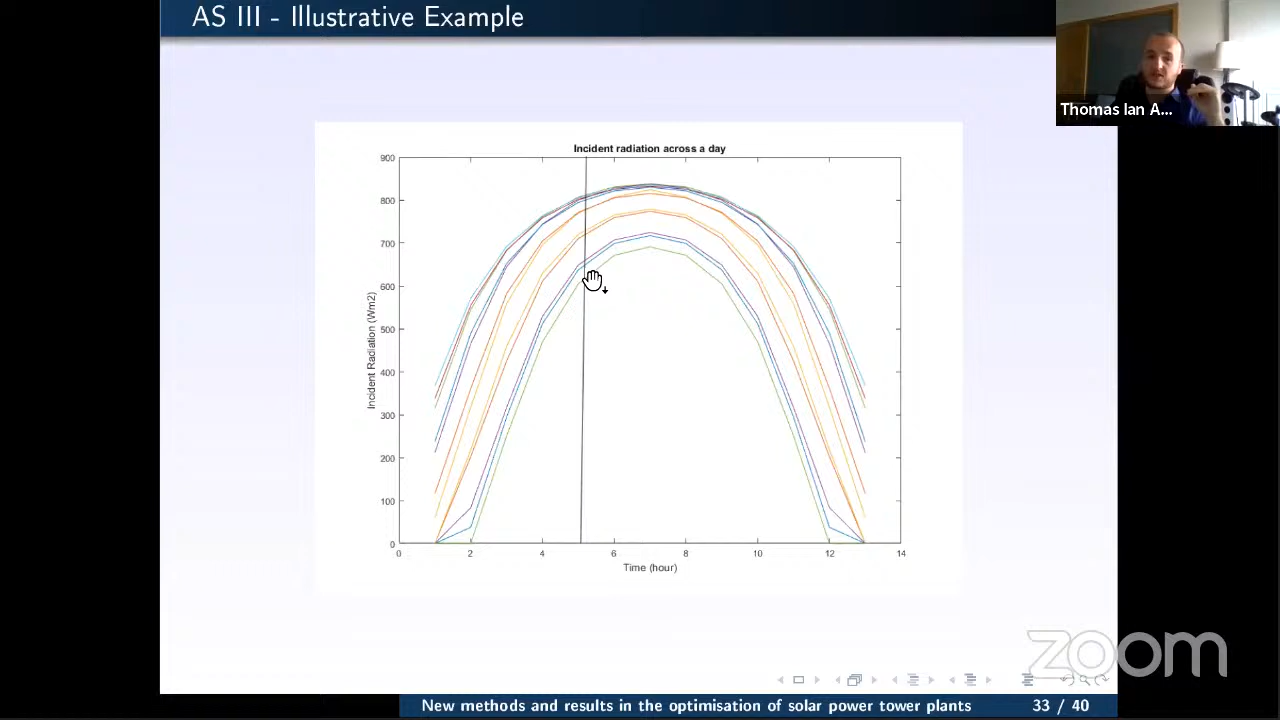 AS III - Illustrative Example
Thomas Ian A...
Incident radiation across a day
900
800
700
600
500
400
300
200
100
0
Incident Radiation (Wm2)
0 2 4 6 8 10 12 14
Time (hour)
zoom
New methods and results in the optimisation of solar power tower plants 33 / 40